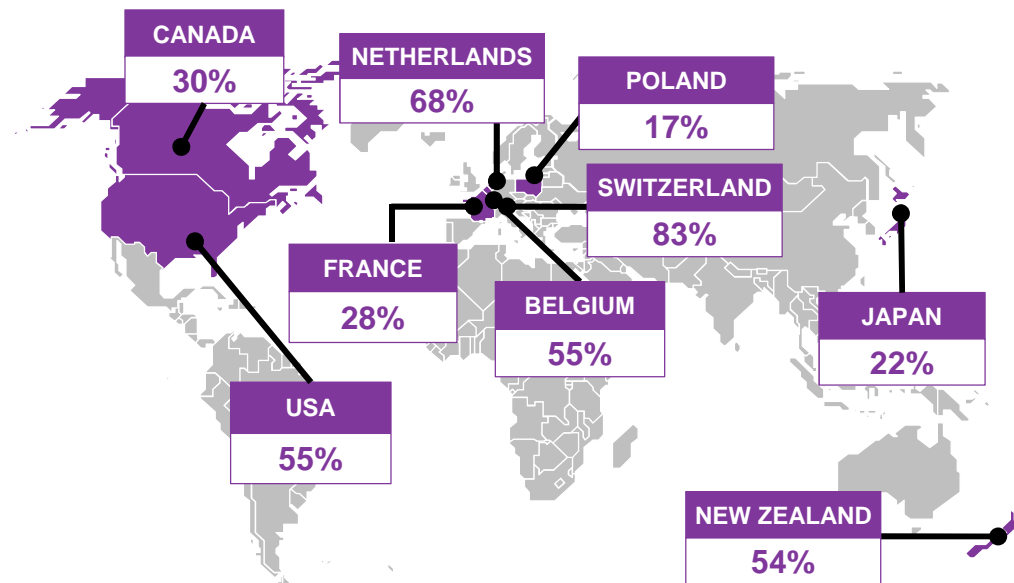 CANADA
30%
NETHERLANDS
68%
POLAND
17%
SWITZERLAND
83%
FRANCE
28%
BELGIUM
55%
JAPAN
22%
USA
55%
NEW ZEALAND
54%